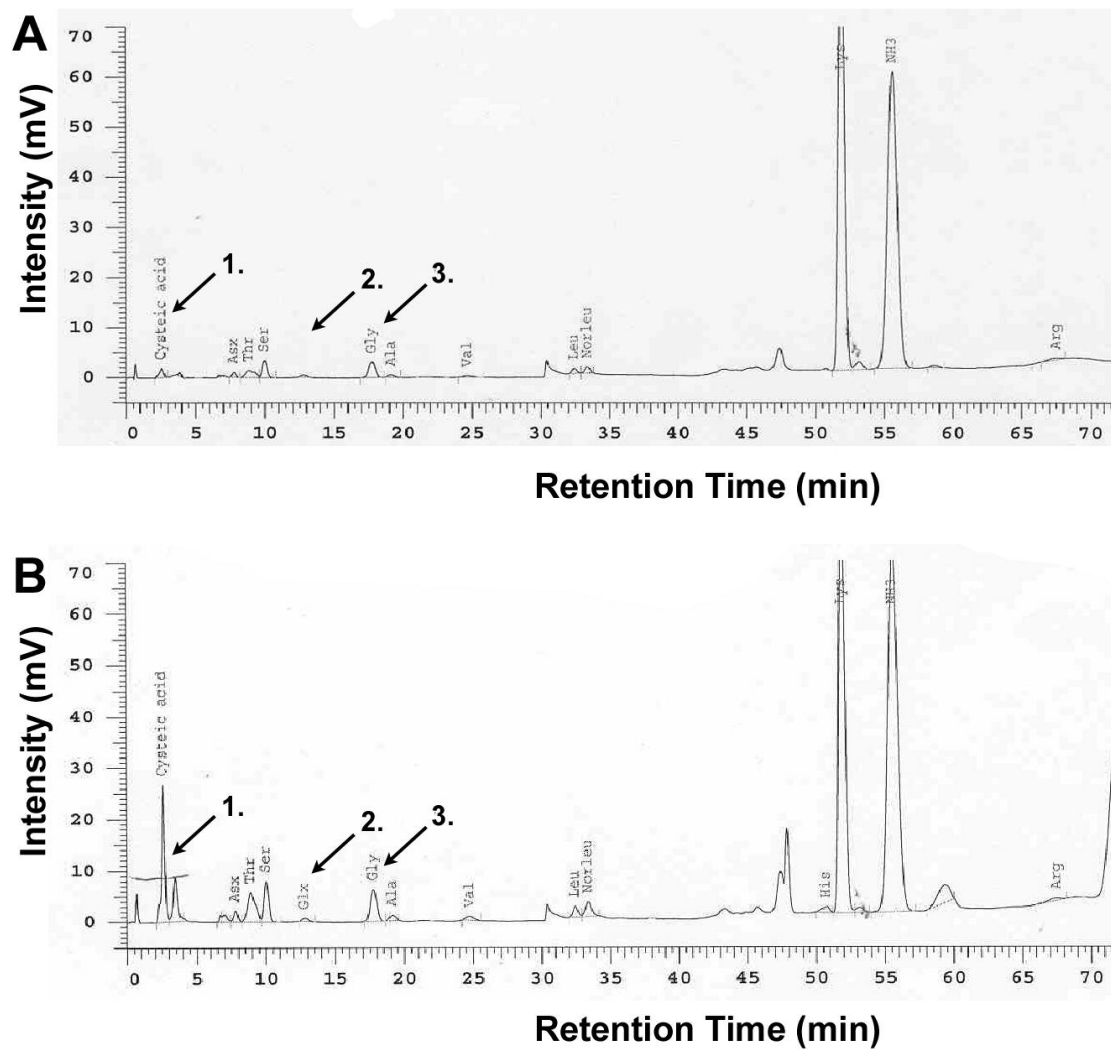 A
Intensity (mV)
70
60
50
40
30
20
10
0
1.
2.
3.
Cysteic acid
Asx
Thr
Ser
Gly
Ala
Val
Leu
Norleu
Lys
NH3
Arg
0 5 10 15 20 25 30 35 40 45 50 55 60 65 70
Retention Time (min)
B
Intensity (mV)
70
60
50
40
30
20
10
0
1.
2.
3.
Cysteic acid
Asx
Thr
Ser
Glx
Gly
Ala
Val
Leu
Norleu
His
Lys
NH3
Arg
0 5 10 15 20 25 30 35 40 45 50 55 60 65 70
Retention Time (min)